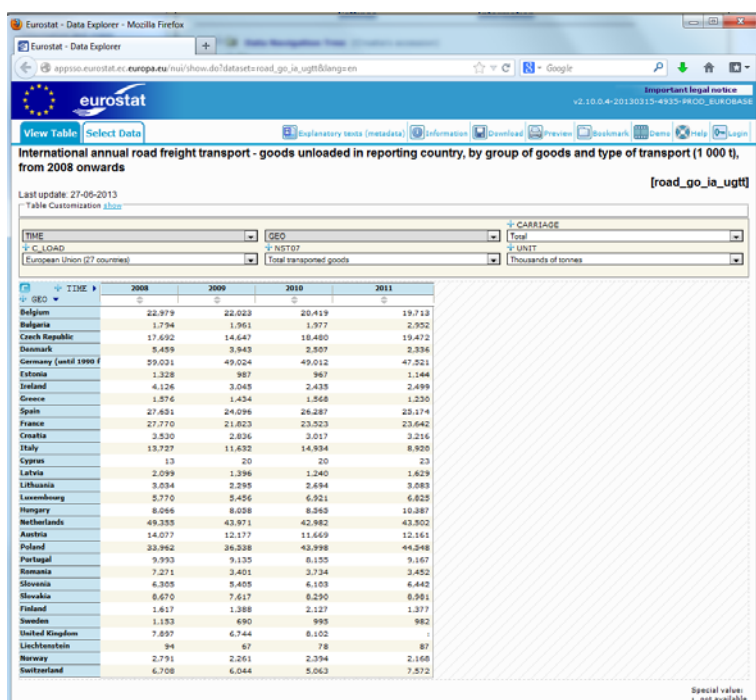 Eurostat - Data Explorer - Mozilla Firefox
Eurostat - Data Explorer
+
appsso.eurostat.ec.europa.eu/nui/show.do?dataset=road_go_ia_ugtt&lang=en
Google
Important legal notice
v2.10.0.4-20130315-4935-PROD_EUROBASE
eurostat
View Table Select Data Explanatory texts (metadata) Information Download Preview Bookmark Demo Help Login
International annual road freight transport - goods unloaded in reporting country, by group of goods and type of transport (1 000 t),
from 2008 onwards
[road_go_ia_ugtt]
Last update: 27-06-2013
Table Customization show
CARRIAGE
TIME GEO Total
C_LOAD NST07 UNIT
European Union (27 countries) Total transported goods Thousands of tonnes
TIME 2008 2009 2010 2011
GEO
Belgium 22.979 22.023 20.419 19.713
Bulgaria 1.794 1.961 1.977 2.952
Czech Republic 17.692 14.647 18.480 19.472
Denmark 5.459 3.943 2.507 2.336
Germany (until 1990 f 59.031 49.024 49.012 47.521
Estonia 1.328 987 967 1.144
Ireland 4.126 3.045 2.435 2.499
Greece 1.576 1.434 1.568 1.230
Spain 27.651 24.096 26.287 25.174
France 27.770 21.823 23.523 23.642
Croatia 3.530 2.836 3.017 3.216
Italy 13.727 11.632 14.934 8.920
Cyprus 13 20 20 23
Latvia 2.099 1.396 1.240 1.629
Lithuania 3.034 2.295 2.694 3.083
Luxembourg 5.770 5.456 6.921 6.825
Hungary 8.066 8.058 8.565 10.387
Netherlands 49.355 43.971 42.982 43.502
Austria 14.077 12.177 11.669 12.161
Poland 33.962 36.538 43.998 44.548
Portugal 9.993 9.135 8.155 9.167
Romania 7.271 3.401 3.734 3.452
Slovenia 6.305 5.405 6.103 6.442
Slovakia 8.670 7.617 8.290 8.981
Finland 1.617 1.388 2.127 1.377
Sweden 1.153 690 995 982
United Kingdom 7.897 6.744 8.102 :
Liechtenstein 94 67 78 87
Norway 2.791 2.261 2.394 2.168
Switzerland 6.708 6.044 5.063 7.572
Special value:
: not available